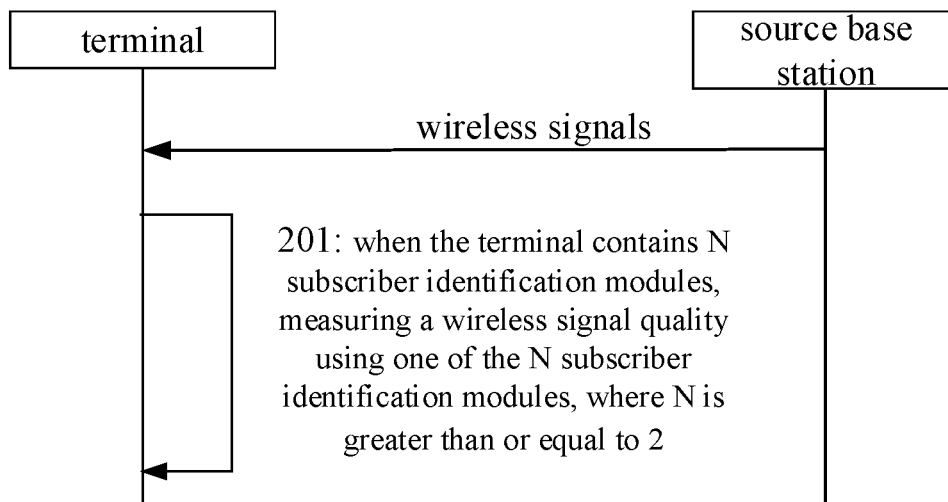 terminal
source base
station
wireless signals
201: when the terminal contains N
subscriber identification modules,
measuring a wireless signal quality
using one of the N subscriber
identification modules, where N is
greater than or equal to 2